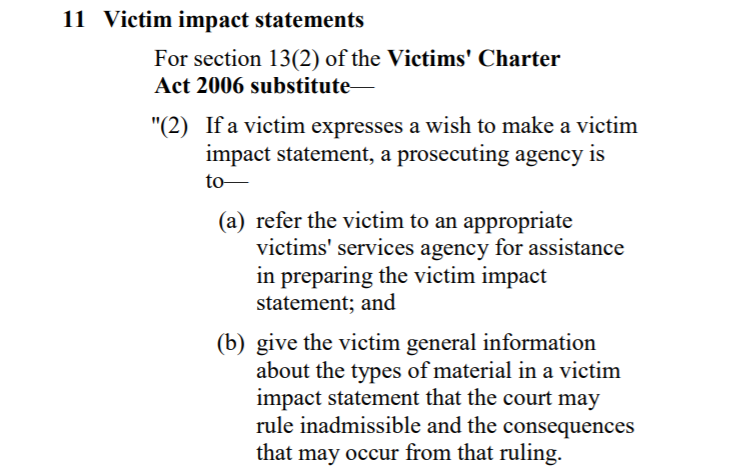 11 Victim impact statements
For section 13(2) of the Victims' Charter
Act 2006 substitute—
"(2) If a victim expresses a wish to make a victim
impact statement, a prosecuting agency is
to—
(a) refer the victim to an appropriate
victims' services agency for assistance
in preparing the victim impact
statement; and
(b) give the victim general information
about the types of material in a victim
impact statement that the court may
rule inadmissible and the consequences
that may occur from that ruling.